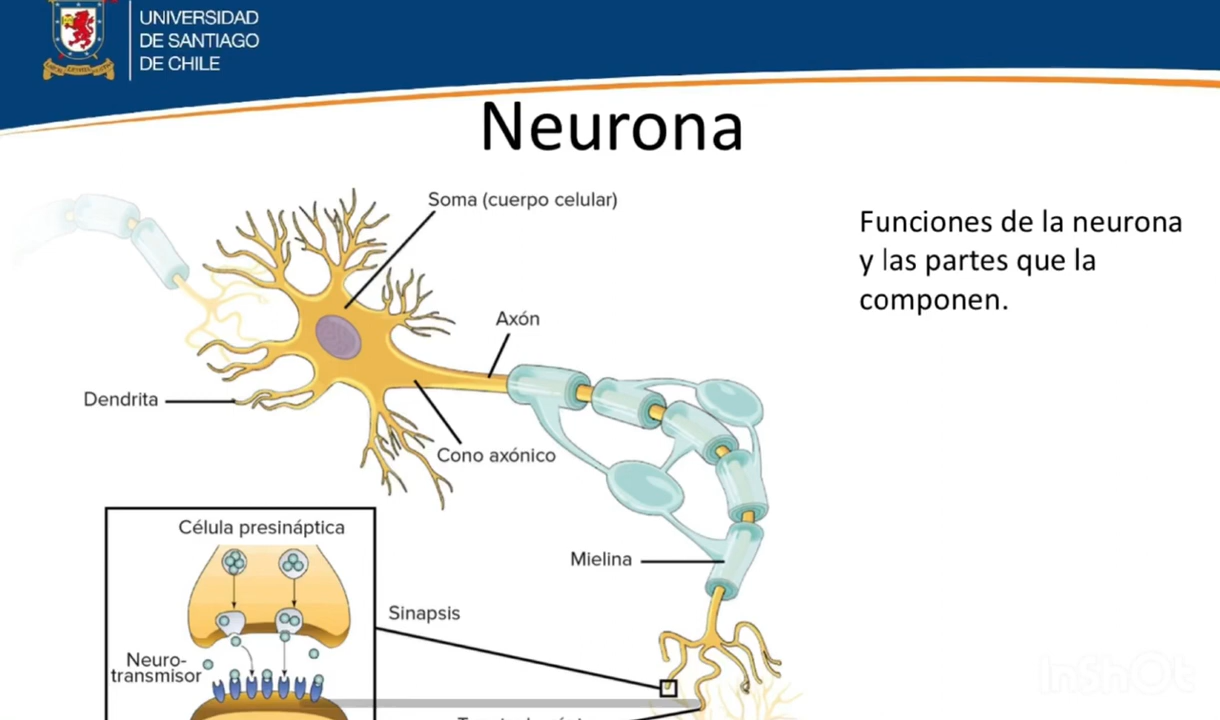 UNIVERSIDAD
DE SANTIAGO
DE CHILE
Neurona
Soma (cuerpo celular)
Funciones de la neurona
y las partes que la
componen.
Axón
Dendrita
Cono axónico
Célula presináptica
Mielina
Sinapsis
Neuro-
transmisor
InShOt